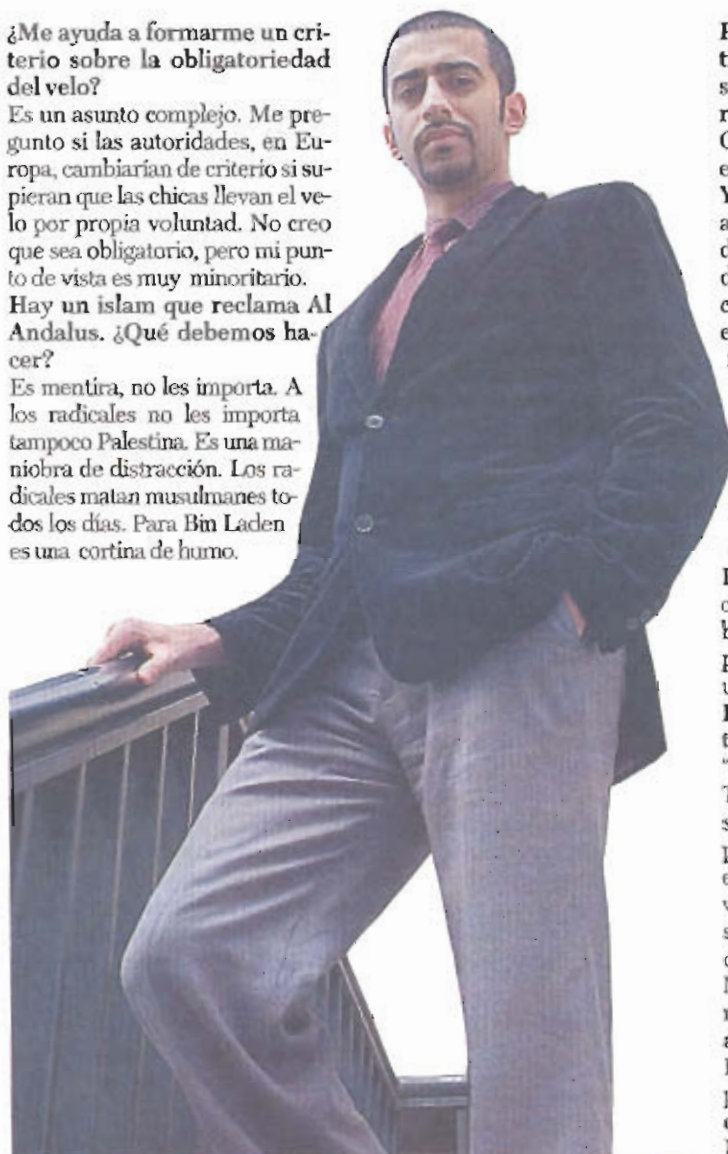 ¿Me ayuda a formarme un cri-
terio sobre la obligatoriedad
del velo?
Es un asunto complejo. Me pre-
gunto si las autoridades, en Eu-
ropa, cambiarían de criterio si su-
pieran que las chicas llevan el ve-
lo por propia voluntad. No creo
que sea obligatorio, pero mi pun-
to de vista es muy minoritario.
Hay un islam que reclama Al
Andalus. ¿Qué debemos ha-
cer?
Es mentira, no les importa. A
los radicales no les importa
tampoco Palestina. Es una ma-
niobra de distracción. Los ra-
dicales matan musulmanes to-
dos los días. Para Bin Laden
es una cortina de humo.